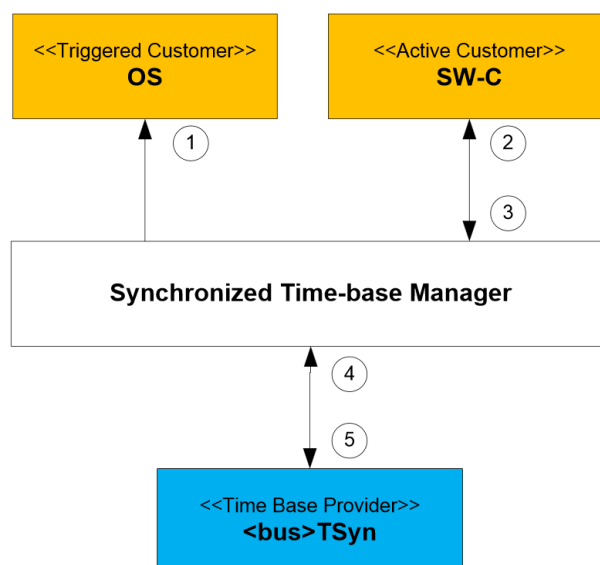 <<Triggered Customer>>
OS
<<Active Customer>>
SW-C
1
2
3
Synchronized Time-base Manager
4
5
<<Time Base Provider>>
<bus>TSyn